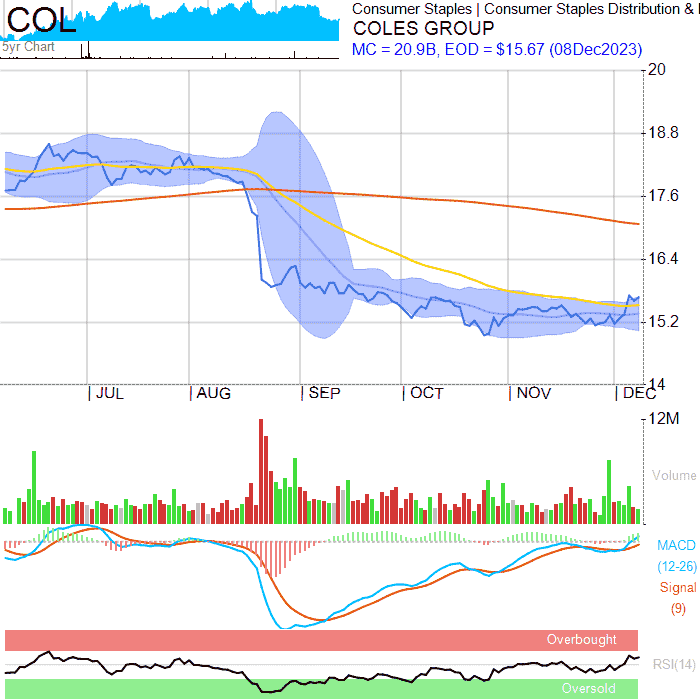 COL
Consumer Staples | Consumer Staples Distribution &
COLES GROUP
5yr Chart
MC = 20.9B, EOD = $15.67 (08Dec2023)
20
18.8
17.6
16.4
15.2
14
JUL AUG SEP OCT NOV DEC
12M
Volume
MACD
(12-26)
Signal
(9)
Overbought
RSI(14)
Oversold